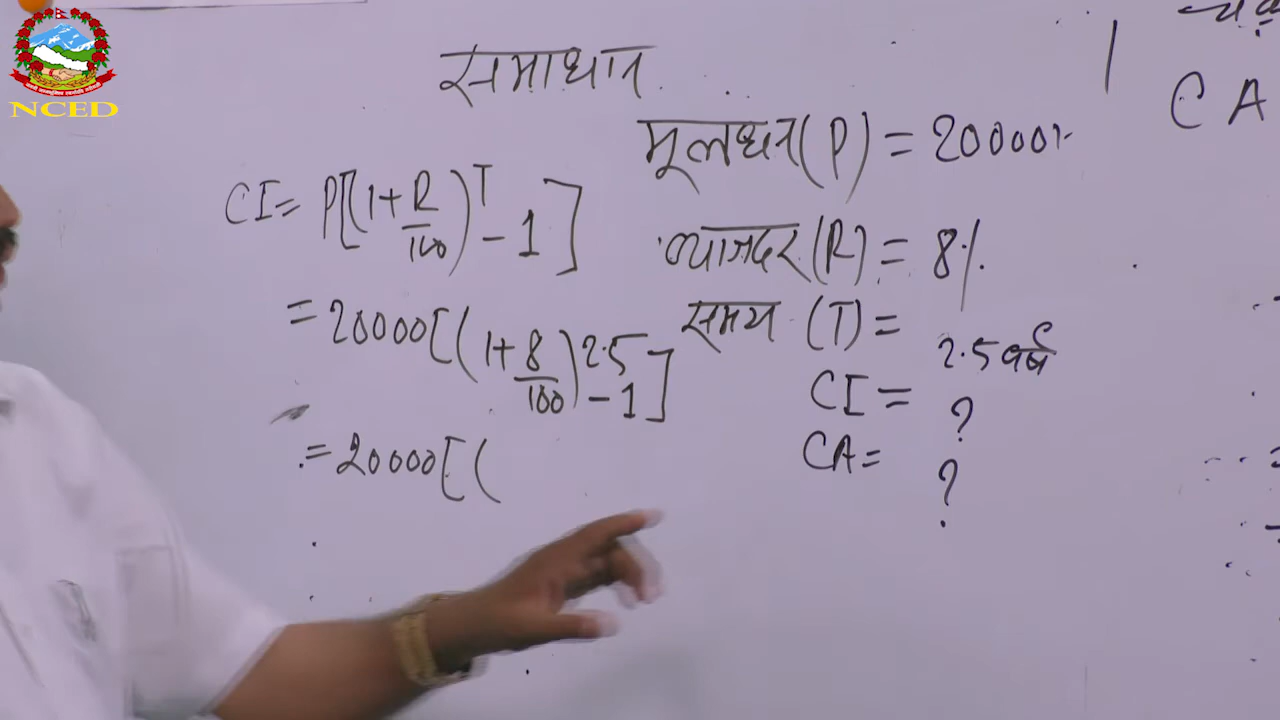 NCED
समाधान
मूलधन (P) = 20000/-
ब्याजदर (R) = 8%
समय (T) = 2.5 वर्ष
CI = ?
CA = ?
CI = P[(1+R/100)^T - 1]
= 20000[(1+8/100)^2.5 - 1]
= 20000[(
CA